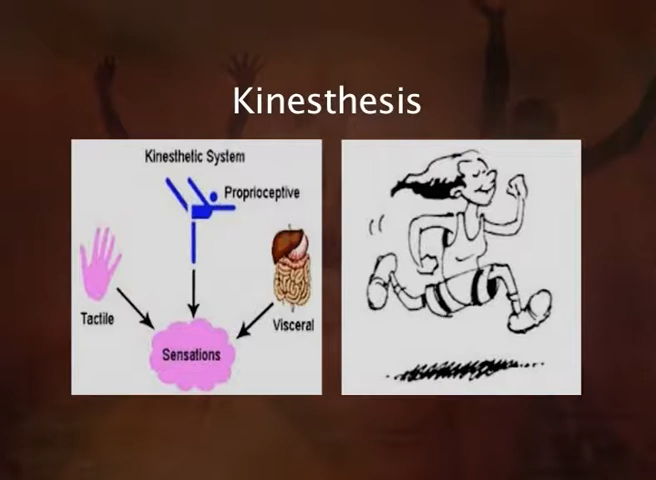 Kinesthesis
Kinesthetic System
Proprioceptive
Tactile
Visceral
Sensations